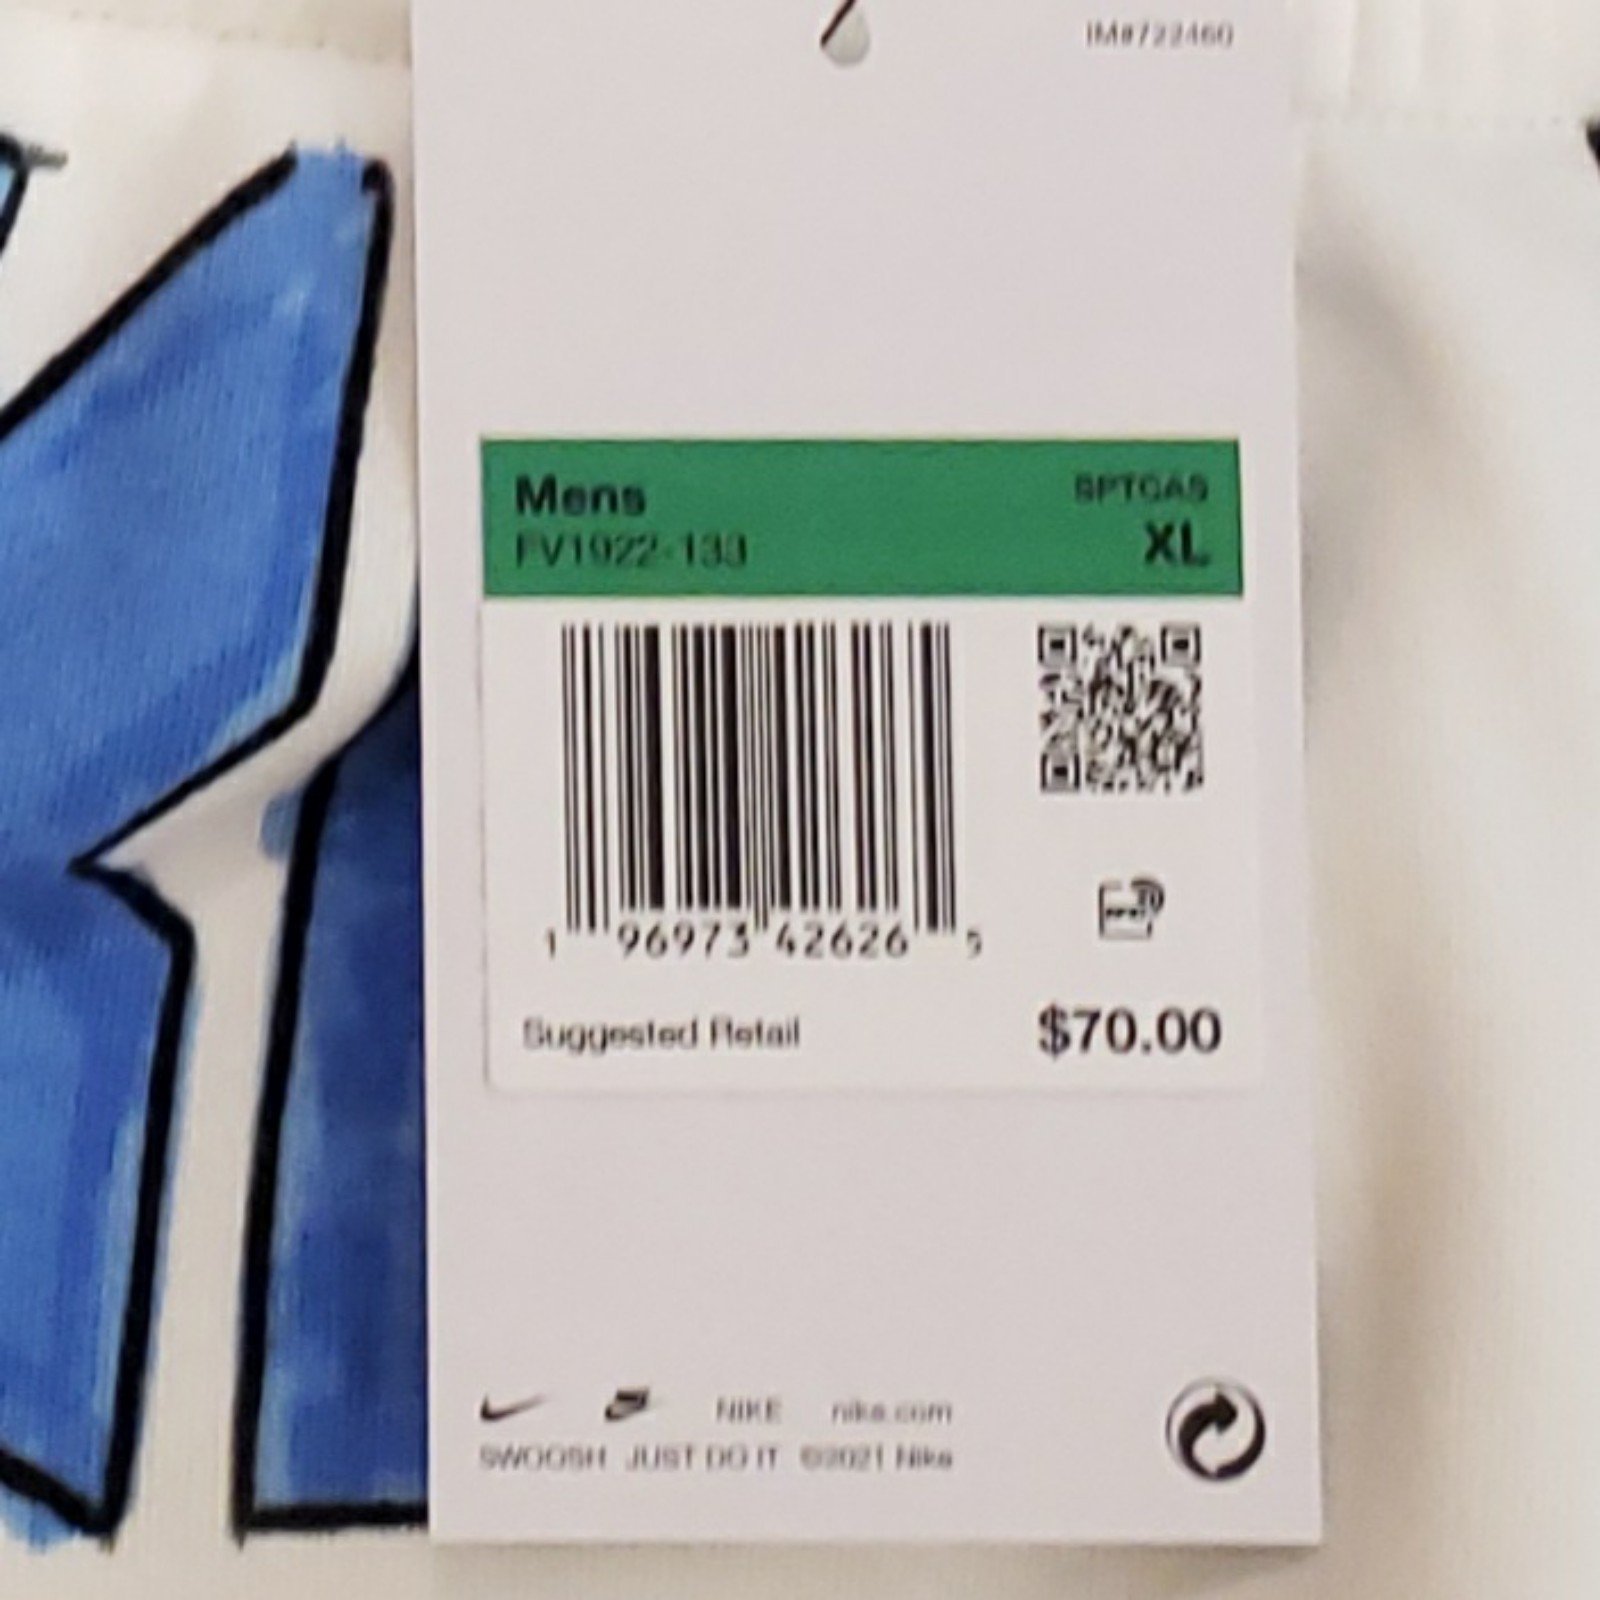 IM#722460
Mens SPTCAS
FV1922-133 XL
1 96973 42626 5
Suggested Retail $70.00
NIKE nike.com
SWOOSH JUST DO IT ©2021 Nike